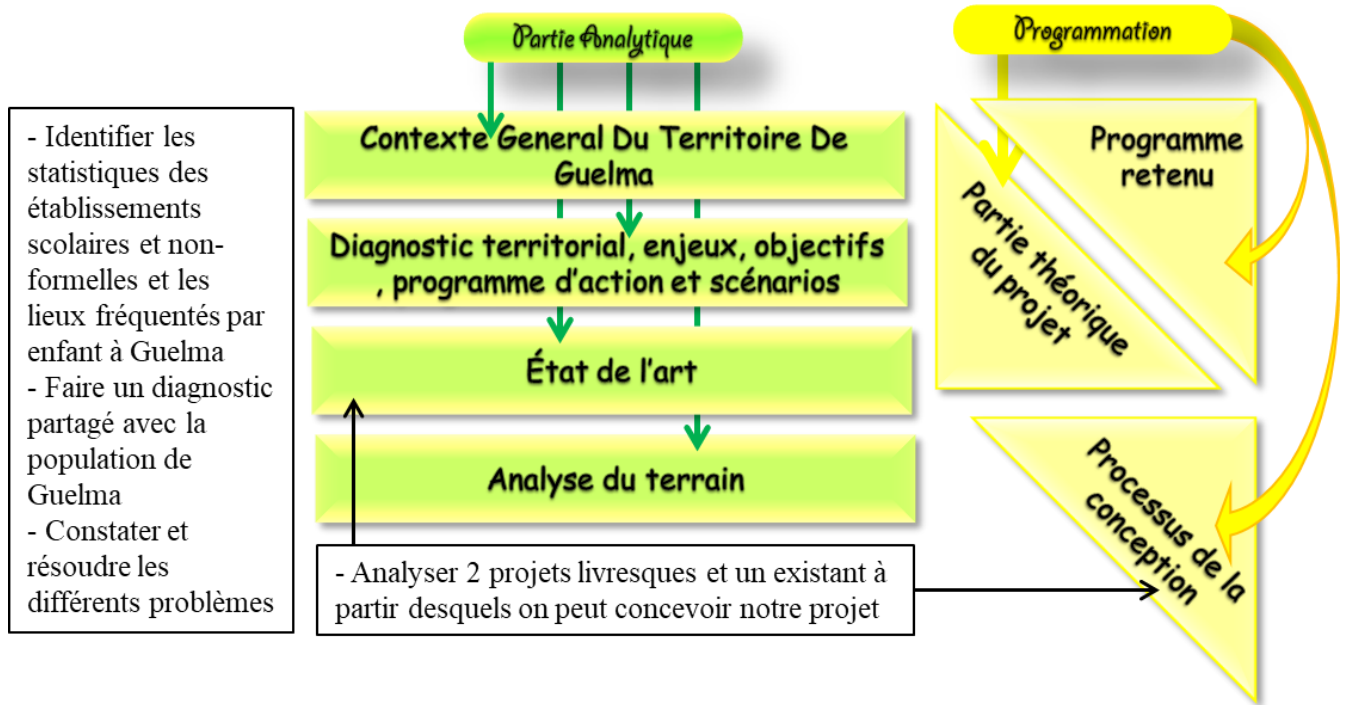 Partie Analytique
Programmation
- Identifier les
statistiques des
établissements
scolaires et non-
formelles et les
lieux fréquentés par
enfant à Guelma
- Faire un diagnostic
partagé avec la
population de
Guelma
- Constater et
résoudre les
différents problèmes
Contexte General Du Territoire De
Guelma
Diagnostic territorial, enjeux, objectifs
, programme d'action et scénarios
État de l'art
Analyse du terrain
- Analyser 2 projets livresques et un existant à
partir desquels on peut concevoir notre projet
Programme
retenu
Partie théorique
du projet
Processus de la
conception